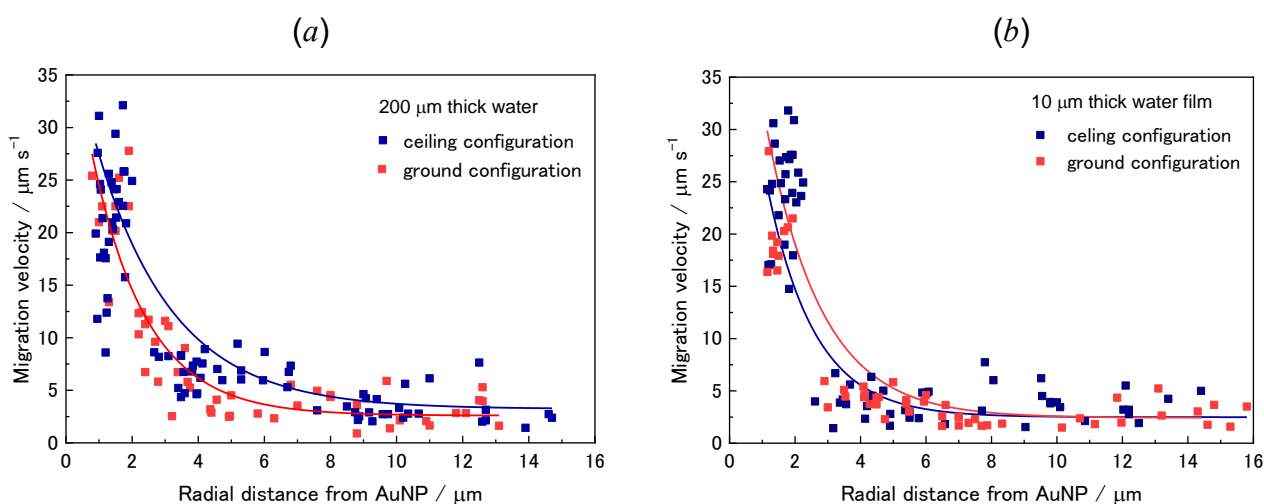 (a)
35
30
25
20
15
10
5
0
0 2 4 6 8 10 12 14 16
Migration velocity / μm s⁻¹
Radial distance from AuNP / μm
200 μm thick water
ceiling configuration
ground configuration
(b)
35
30
25
20
15
10
5
0
0 2 4 6 8 10 12 14 16
Migration velocity / μm s⁻¹
Radial distance from AuNP / μm
10 μm thick water film
celing configuration
ground configuration